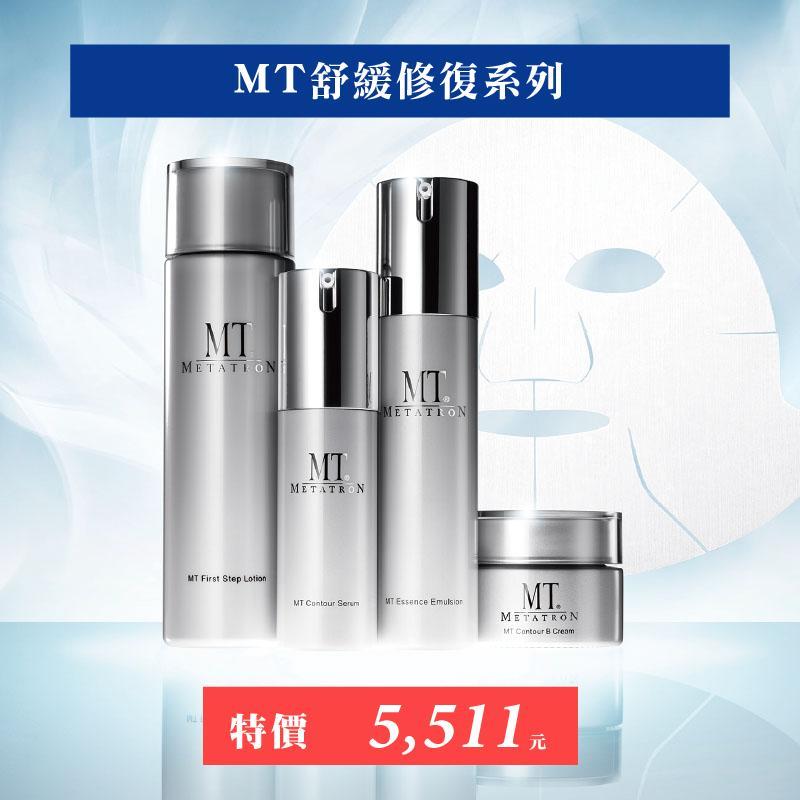 MT舒緩修復系列
MT
METATRON
MT First Step Lotion
MT®
METATRON
MT Contour Serum
MT®
METATRON
MT Essence Emulsion
MT®
METATRON
MT Contour B Cream
特價 5,511元